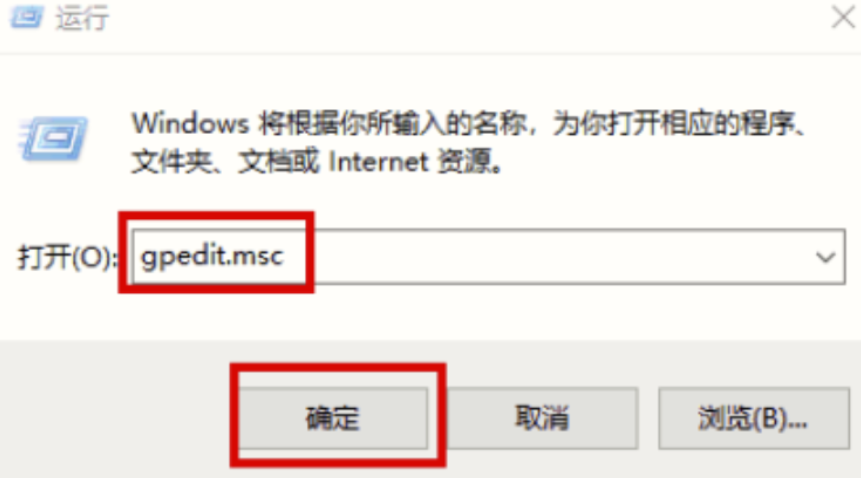 运行
Windows 将根据你所输入的名称，为你打开相应的程序、
文件夹、文档或 Internet 资源。
打开(O): gpedit.msc
确定 取消 浏览(B)...